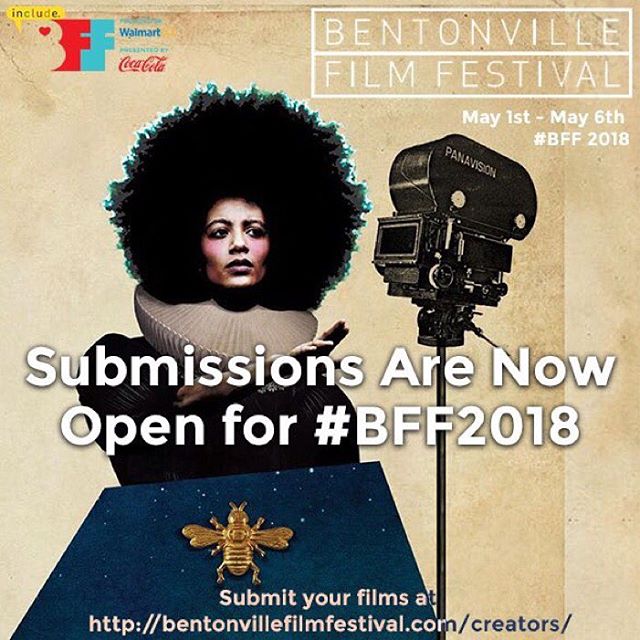 include.
BFF
Walmart
PRESENTED BY
Coca-Cola
BENTONVILLE
FILM FESTIVAL
May 1st - May 6th
#BFF 2018
PANAVISION
Submissions Are Now
Open for #BFF2018
Submit your films at
http://bentonvillefilmfestival.com/creators/